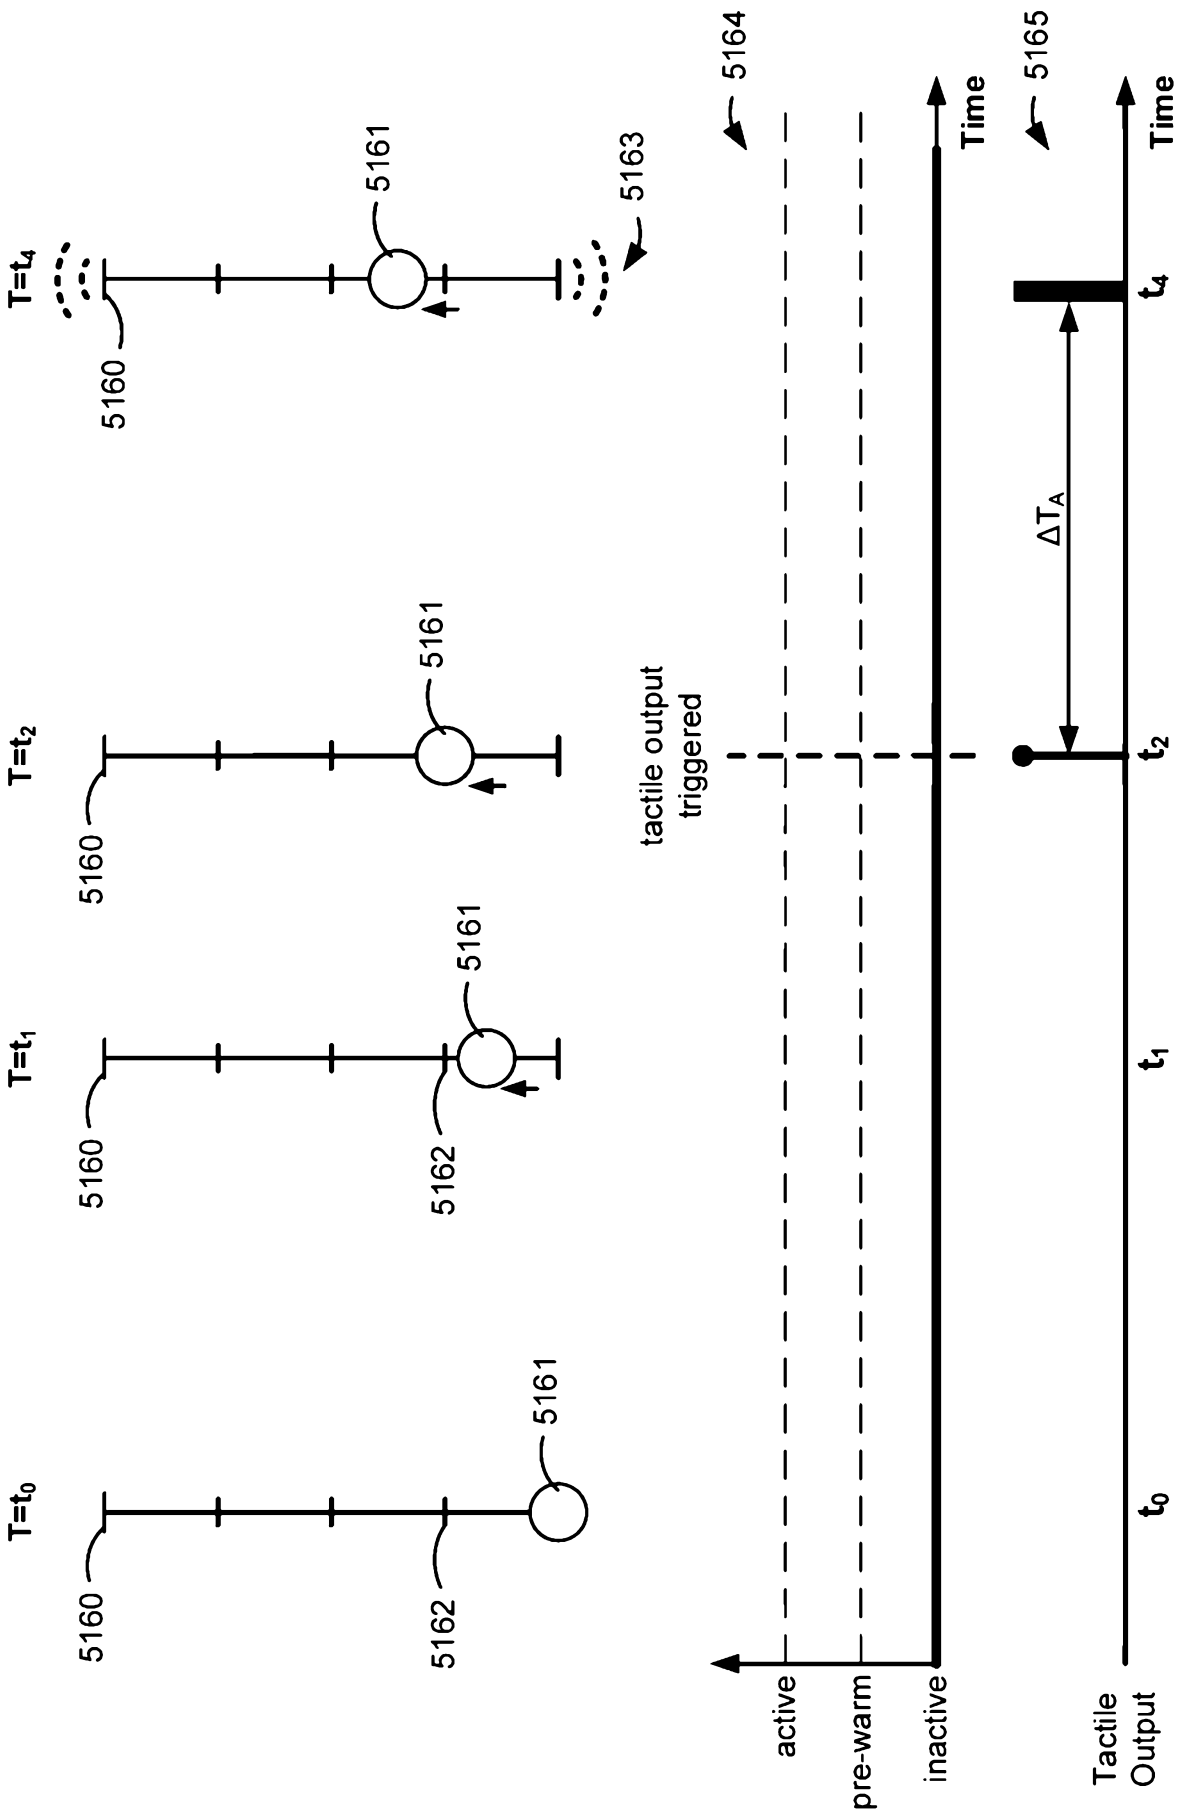 T=t0
T=t1
T=t2
T=t4
5160
5162
5161
5160
5162
5161
5160
5161
5160
5161
5163
tactile output
triggered
5164
active
pre-warm
inactive
Time
5165
ΔTA
Tactile
Output
t0
t1
t2
t4
Time